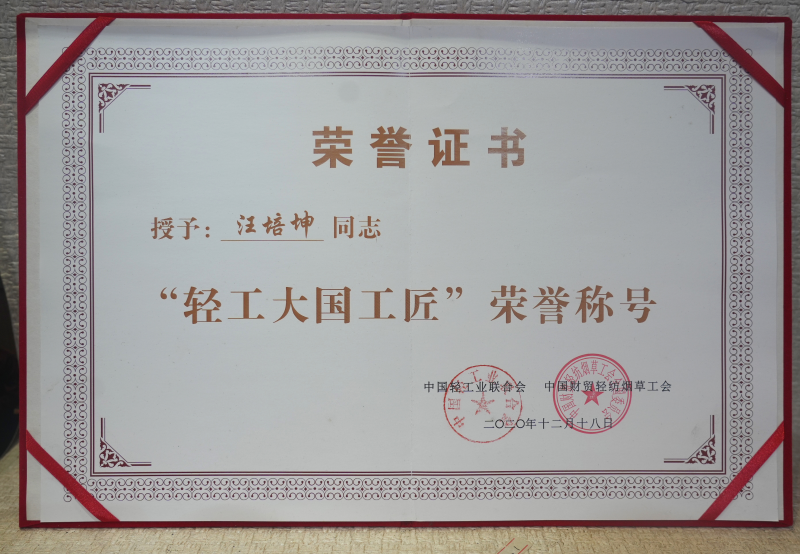 荣誉证书
授予：汪培坤 同志
“轻工大国工匠”荣誉称号
中国轻工业联合会 中国财贸轻纺烟草工会
二〇二〇年十二月十八日